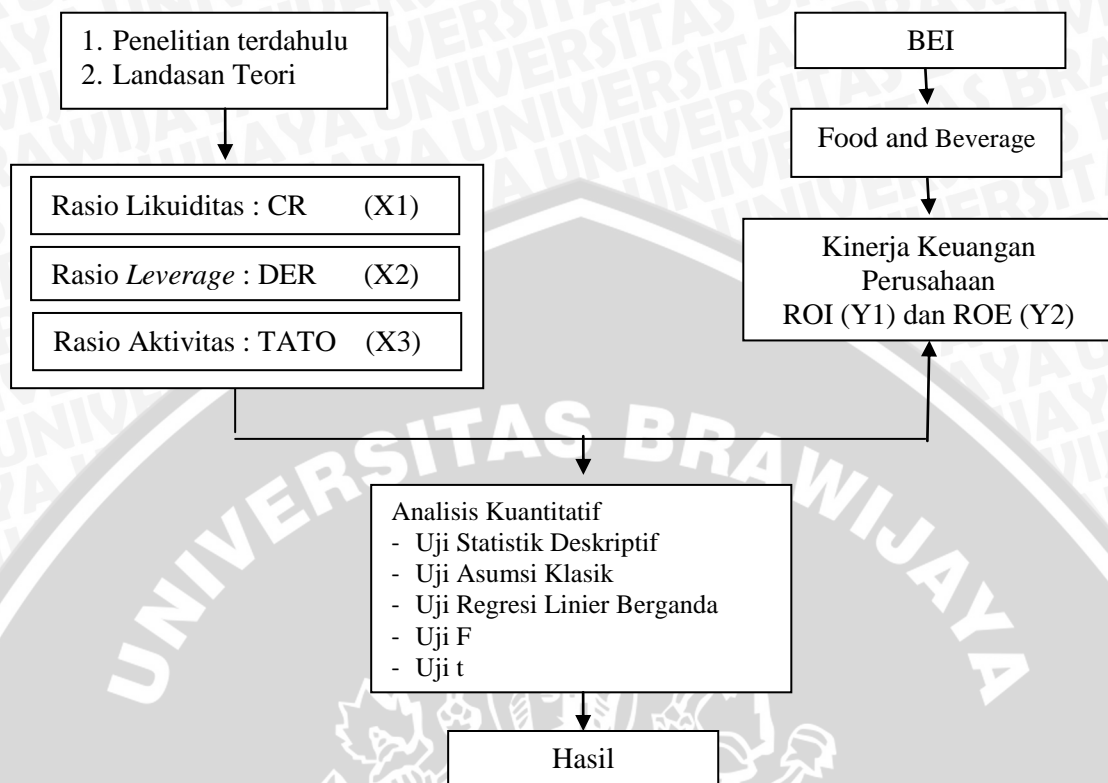 1. Penelitian terdahulu
2. Landasan Teori
BEI
Food and Beverage
Rasio Likuiditas : CR (X1)
Rasio Leverage : DER (X2)
Rasio Aktivitas : TATO (X3)
Kinerja Keuangan
Perusahaan
ROI (Y1) dan ROE (Y2)
UNIVERSITAS BRAWIJAYA
Analisis Kuantitatif
- Uji Statistik Deskriptif
- Uji Asumsi Klasik
- Uji Regresi Linier Berganda
- Uji F
- Uji t
Hasil